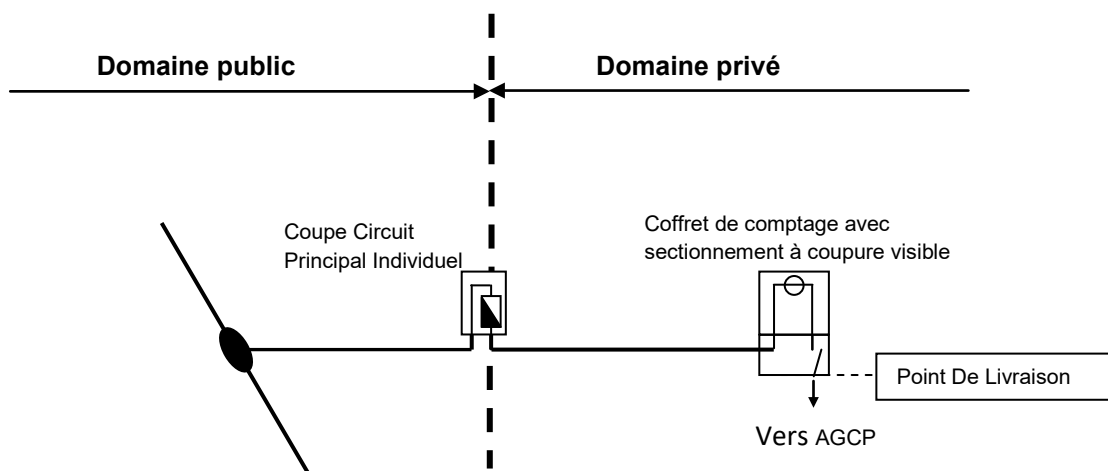 Domaine public
Domaine privé
Coupe Circuit
Principal Individuel
Coffret de comptage avec
sectionnement à coupure visible
Point De Livraison
Vers AGCP